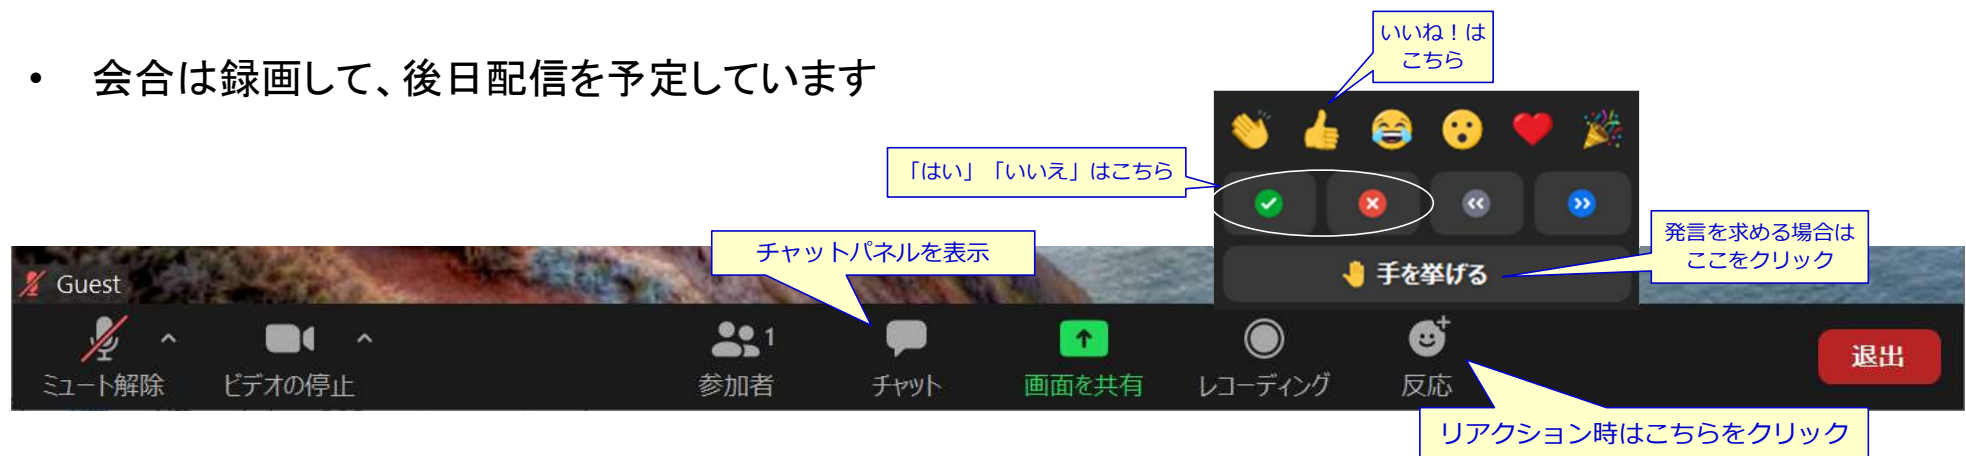 いいね！は
こちら
• 会合は録画して、後日配信を予定しています
「はい」「いいえ」はこちら
発言を求める場合は
ここをクリック
チャットパネルを表示
手を挙げる
Guest
1
退出
ミュート解除
ビデオの停止
参加者
チャット
画面を共有
レコーディング
反応
リアクション時はこちらをクリック